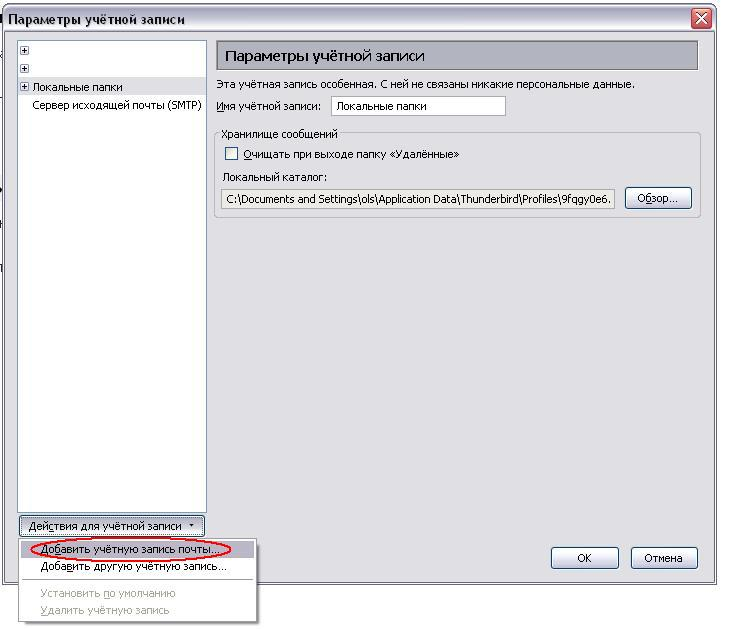 Параметры учётной записи
Локальные папки
Сервер исходящей почты (SMTP)
Параметры учётной записи
Эта учётная запись особенная. С ней не связаны никакие персональные данные.
Имя учётной записи: Локальные папки
Хранилище сообщений
Очищать при выходе папку «Удалённые»
Локальный каталог:
C:\Documents and Settings\ols\Application Data\Thunderbird\Profiles\9fqgy0e6. Обзор...
Действия для учётной записи
Добавить учётную запись почты...
Добавить другую учётную запись...
Установить по умолчанию
Удалить учётную запись
OK Отмена